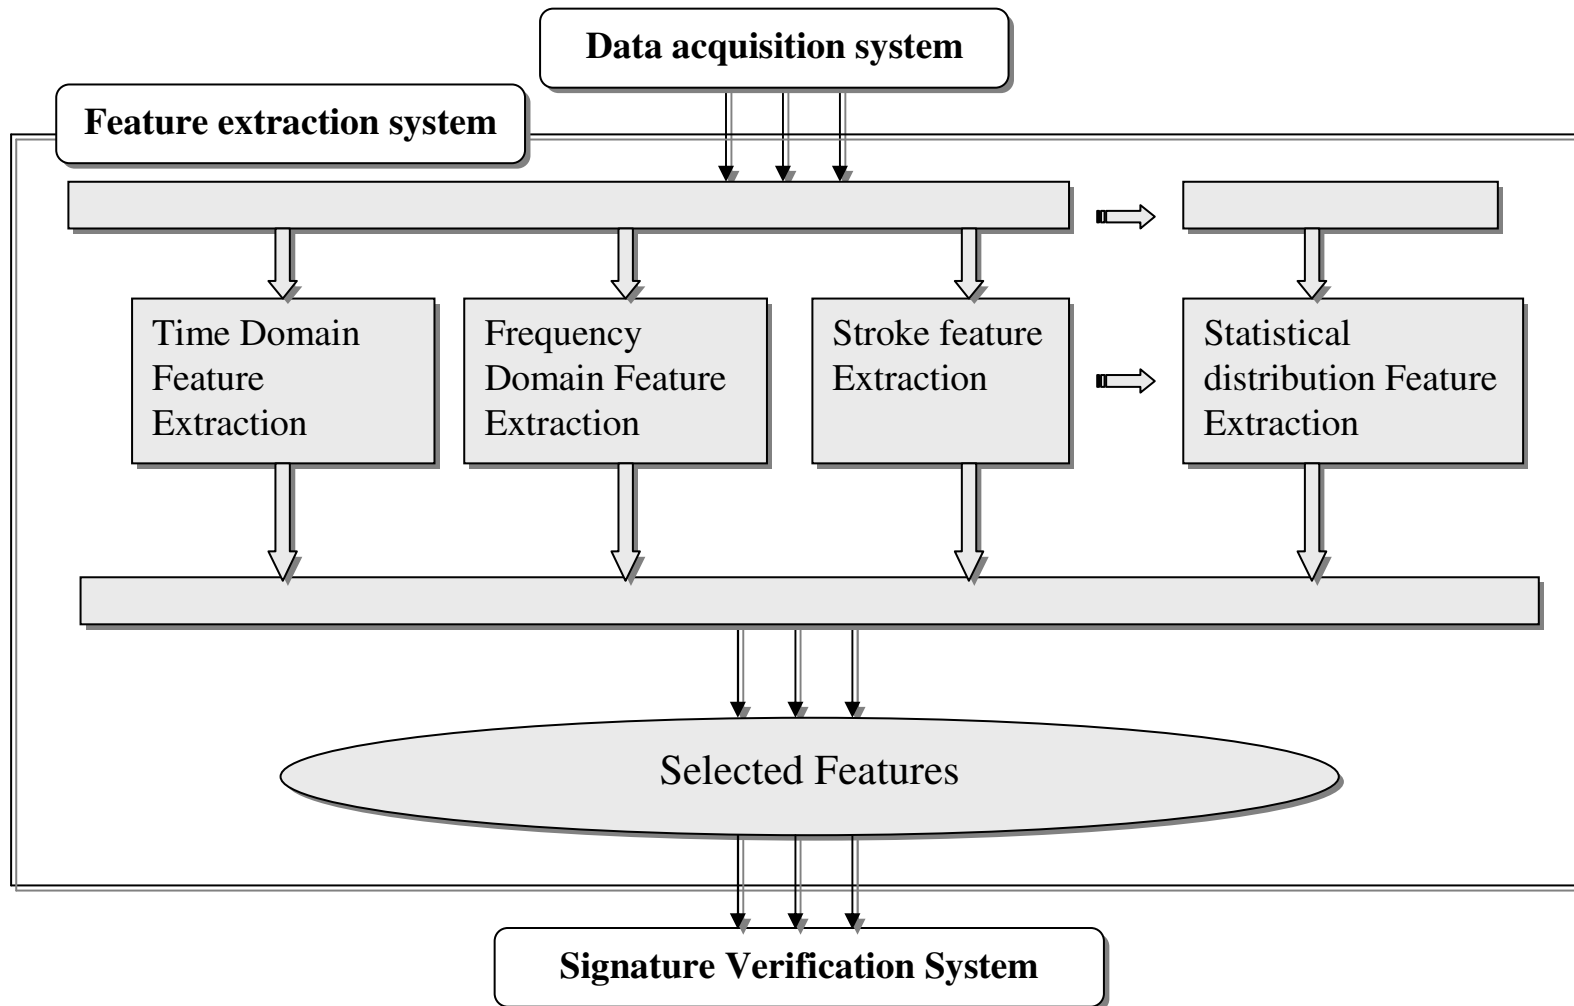 Data acquisition system
Feature extraction system
Time Domain
Feature
Extraction
Frequency
Domain Feature
Extraction
Stroke feature
Extraction
Statistical
distribution Feature
Extraction
Selected Features
Signature Verification System